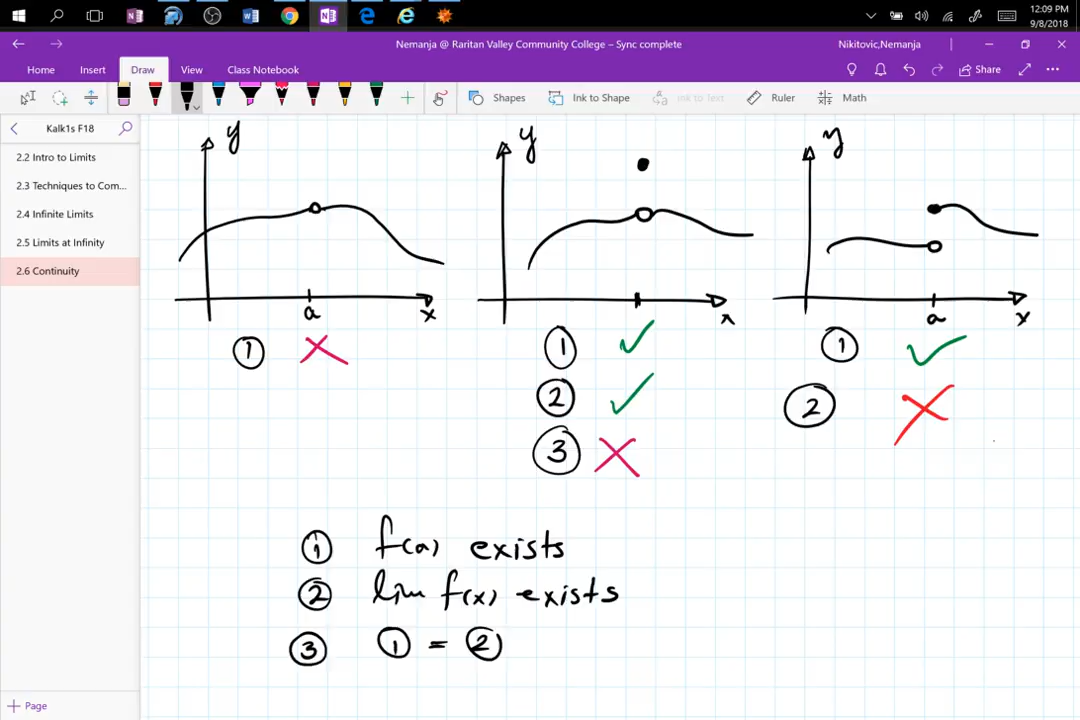 12:09 PM
9/8/2018
Nemanja @ Raritan Valley Community College – Sync complete
Nikitovic,Nemanja
Home Insert Draw View Class Notebook Share
Shapes Ink to Shape Ink to Text Ruler Math
Kalk1s F18
2.2 Intro to Limits
2.3 Techniques to Com...
2.4 Infinite Limits
2.5 Limits at Infinity
2.6 Continuity
Page
y y y
a x x a x
① ① ①
② ②
③
① f(a) exists
② lim f(x) exists
③ ① = ②